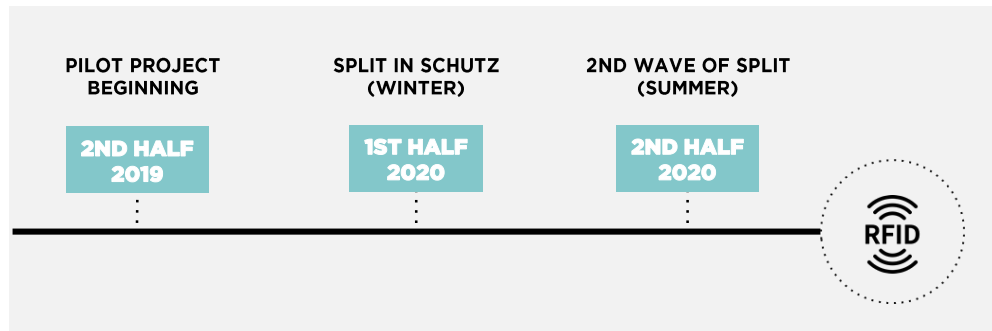 PILOT PROJECT
BEGINNING
2ND HALF
2019
SPLIT IN SCHUTZ
(WINTER)
1ST HALF
2020
2ND WAVE OF SPLIT
(SUMMER)
2ND HALF
2020
RFID